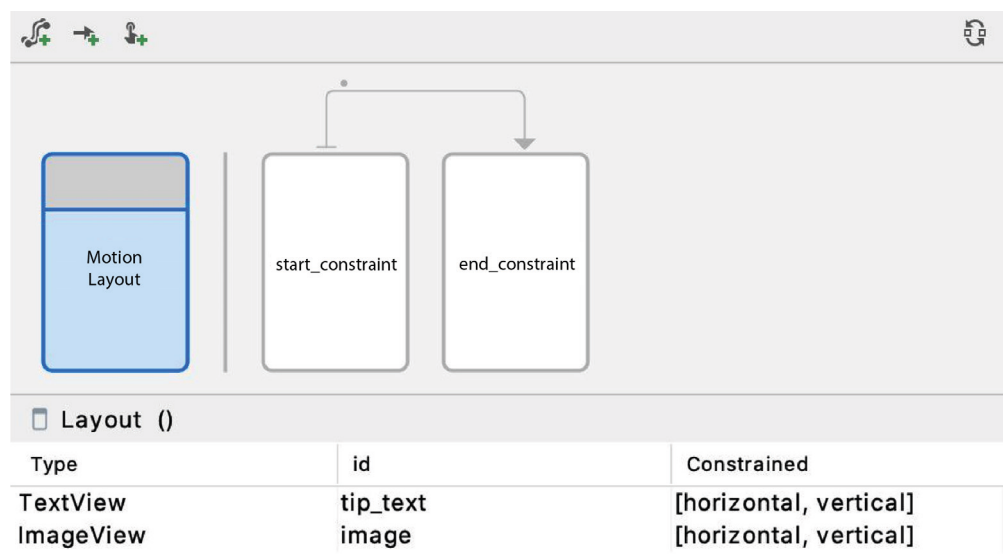 Motion
Layout
start_constraint
end_constraint
Layout ()
Type id Constrained
TextView tip_text [horizontal, vertical]
ImageView image [horizontal, vertical]